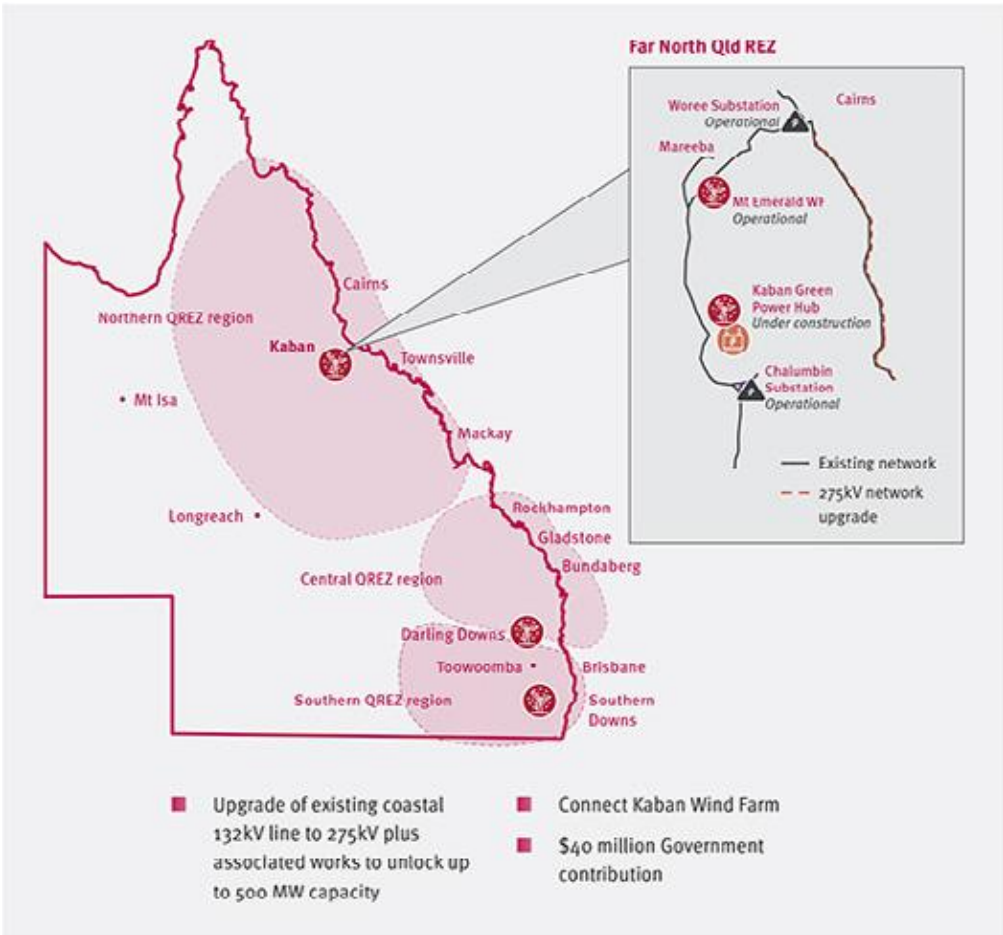 Far North Qld REZ
Woree Substation
Operational
Cairns
Mareeba
Mt Emerald WF
Operational
Kaban Green
Power Hub
Under construction
Chalumbin
Substation
Operational
Existing network
275kV network
upgrade
Cairns
Northern QREZ region
Kaban
Townsville
Mt Isa
Mackay
Longreach
Rockhampton
Gladstone
Bundaberg
Central QREZ region
Darling Downs
Toowoomba
Brisbane
Southern QREZ region
Southern
Downs
Upgrade of existing coastal
132kV line to 275kV plus
associated works to unlock up
to 500 MW capacity
Connect Kaban Wind Farm
$40 million Government
contribution